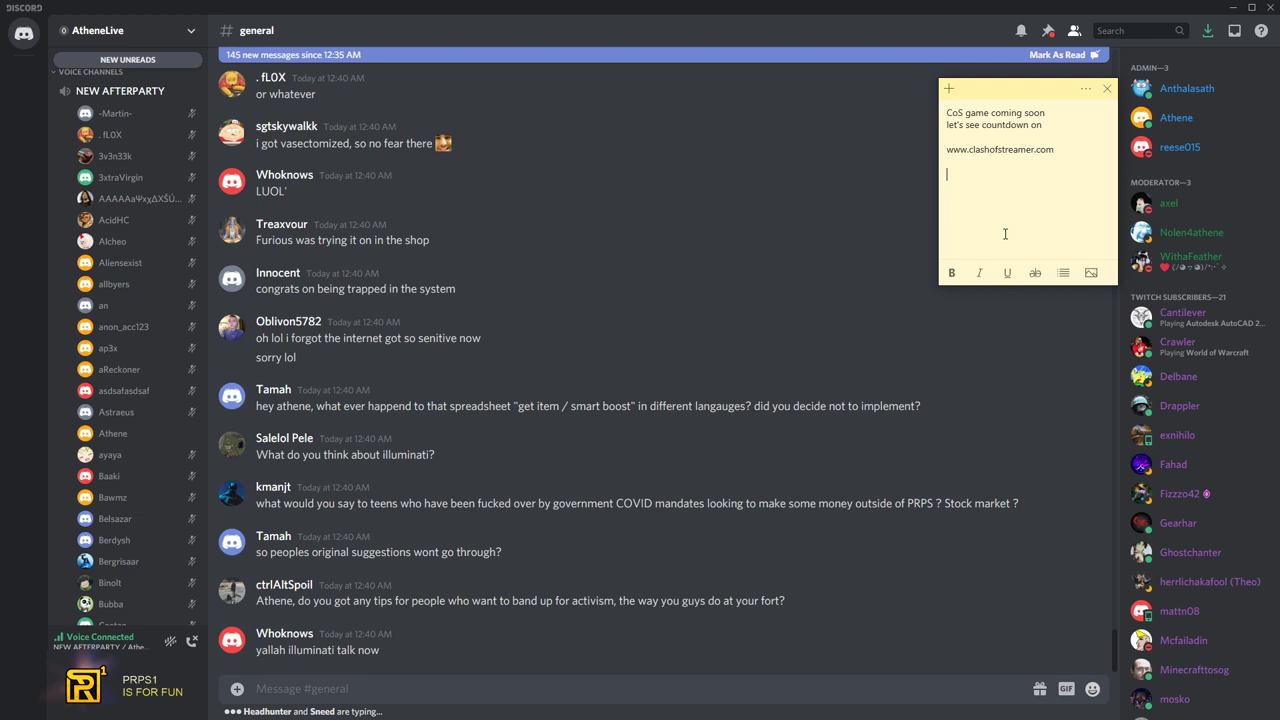 DISCORD
AtheneLive
NEW UNREADS
VOICE CHANNELS
NEW AFTERPARTY
-Martin-
. fL0X
3v3n33k
3xtraVirgin
AcidHC
Alcheo
Aliensexist
allbyers
an
anon_acc123
ap3x
aReckoner
asdsafasdsaf
Astraeus
Athene
ayaya
Baaki
Bawmz
Belsazar
Berdysh
Bergrisaar
Binolt
Bubba
Voice Connected
NEW AFTERPARTY / Athe...
PRPS1
IS FOR FUN
# general
Search
145 new messages since 12:35 AM
Mark As Read
. fL0X Today at 12:40 AM
or whatever
sgtskywalkk Today at 12:40 AM
i got vasectomized, so no fear there
Whoknows Today at 12:40 AM
LUOL'
Treaxvour Today at 12:40 AM
Furious was trying it on in the shop
Innocent Today at 12:40 AM
congrats on being trapped in the system
Oblivon5782 Today at 12:40 AM
oh lol i forgot the internet got so senitive now
sorry lol
Tamah Today at 12:40 AM
hey athene, what ever happend to that spreadsheet "get item / smart boost" in different langauges? did you decide not to implement?
Salelol Pele Today at 12:40 AM
What do you think about illuminati?
kmanjt Today at 12:40 AM
what would you say to teens who have been fucked over by government COVID mandates looking to make some money outside of PRPS ? Stock market ?
Tamah Today at 12:40 AM
so peoples original suggestions wont go through?
ctrlAltSpoil Today at 12:40 AM
Athene, do you got any tips for people who want to band up for activism, the way you guys do at your fort?
Whoknows Today at 12:40 AM
yallah illuminati talk now
Message #general
GIF
Headhunter and Sneed are typing...
CoS game coming soon
let's see countdown on
www.clashofstreamer.com
B I U ab
ADMIN—3
Anthalasath
Athene
reese015
MODERATOR—3
axel
Nolen4athene
WithaFeather
TWITCH SUBSCRIBERS—21
Cantilever
Playing Autodesk AutoCAD 2...
Crawler
Playing World of Warcraft
Delbane
Drappler
exnihilo
Fahad
Fizzzo42
Gearhar
Ghostchanter
herrlichakafool (Theo)
mattn08
Mcfailadin
Minecrafttosog
mosko